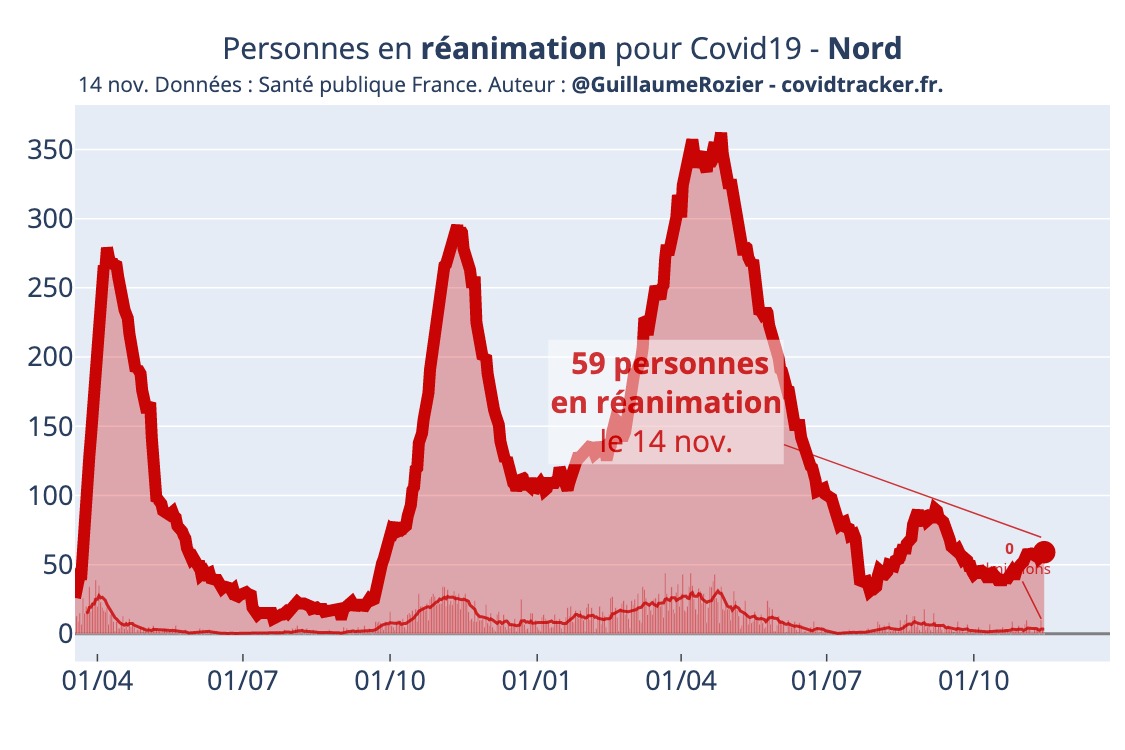 Personnes en réanimation pour Covid19 - Nord
14 nov. Données : Santé publique France. Auteur : @GuillaumeRozier - covidtracker.fr.
350
300
250
200
150
100
50
0
59 personnes
en réanimation
le 14 nov.
0
admissions
01/04
01/07
01/10
01/01
01/04
01/07
01/10